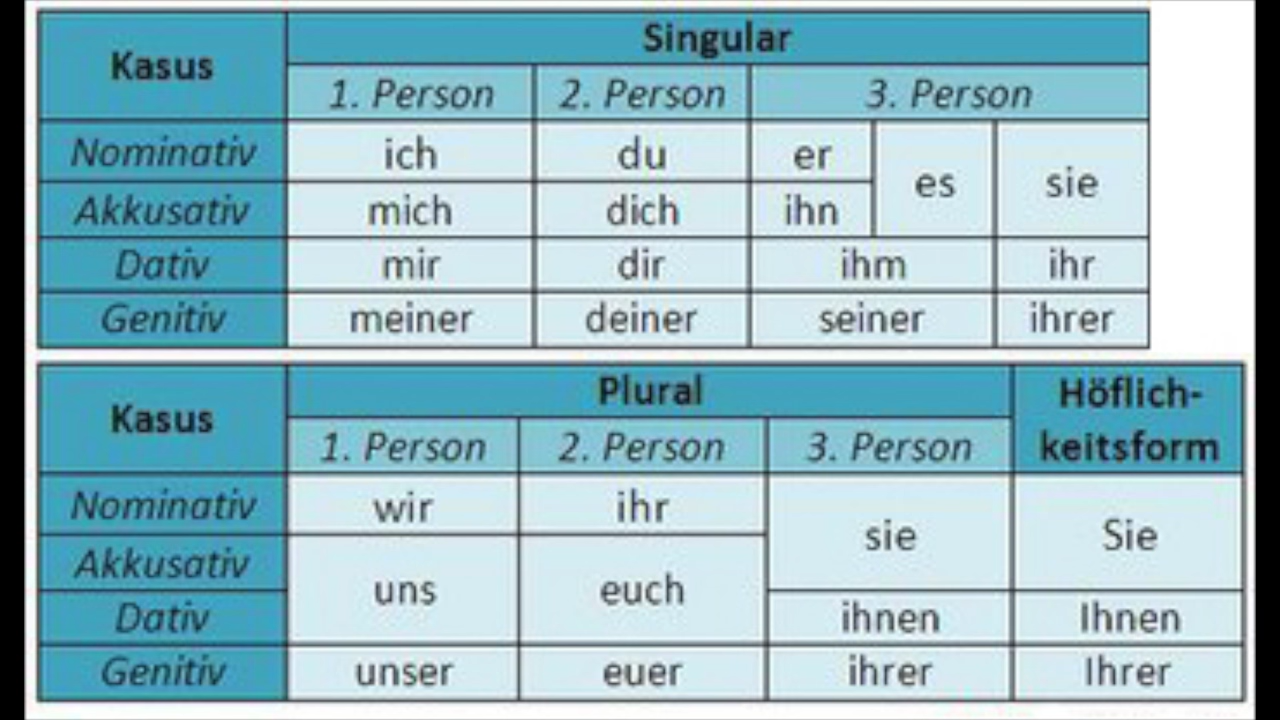 Kasus Singular
1. Person 2. Person 3. Person
Nominativ ich du er es sie
Akkusativ mich dich ihn
Dativ mir dir ihm ihr
Genitiv meiner deiner seiner ihrer
Kasus Plural Höflich-
keitsform
1. Person 2. Person 3. Person
Nominativ wir ihr sie Sie
Akkusativ uns euch
Dativ ihnen Ihnen
Genitiv unser euer ihrer Ihrer